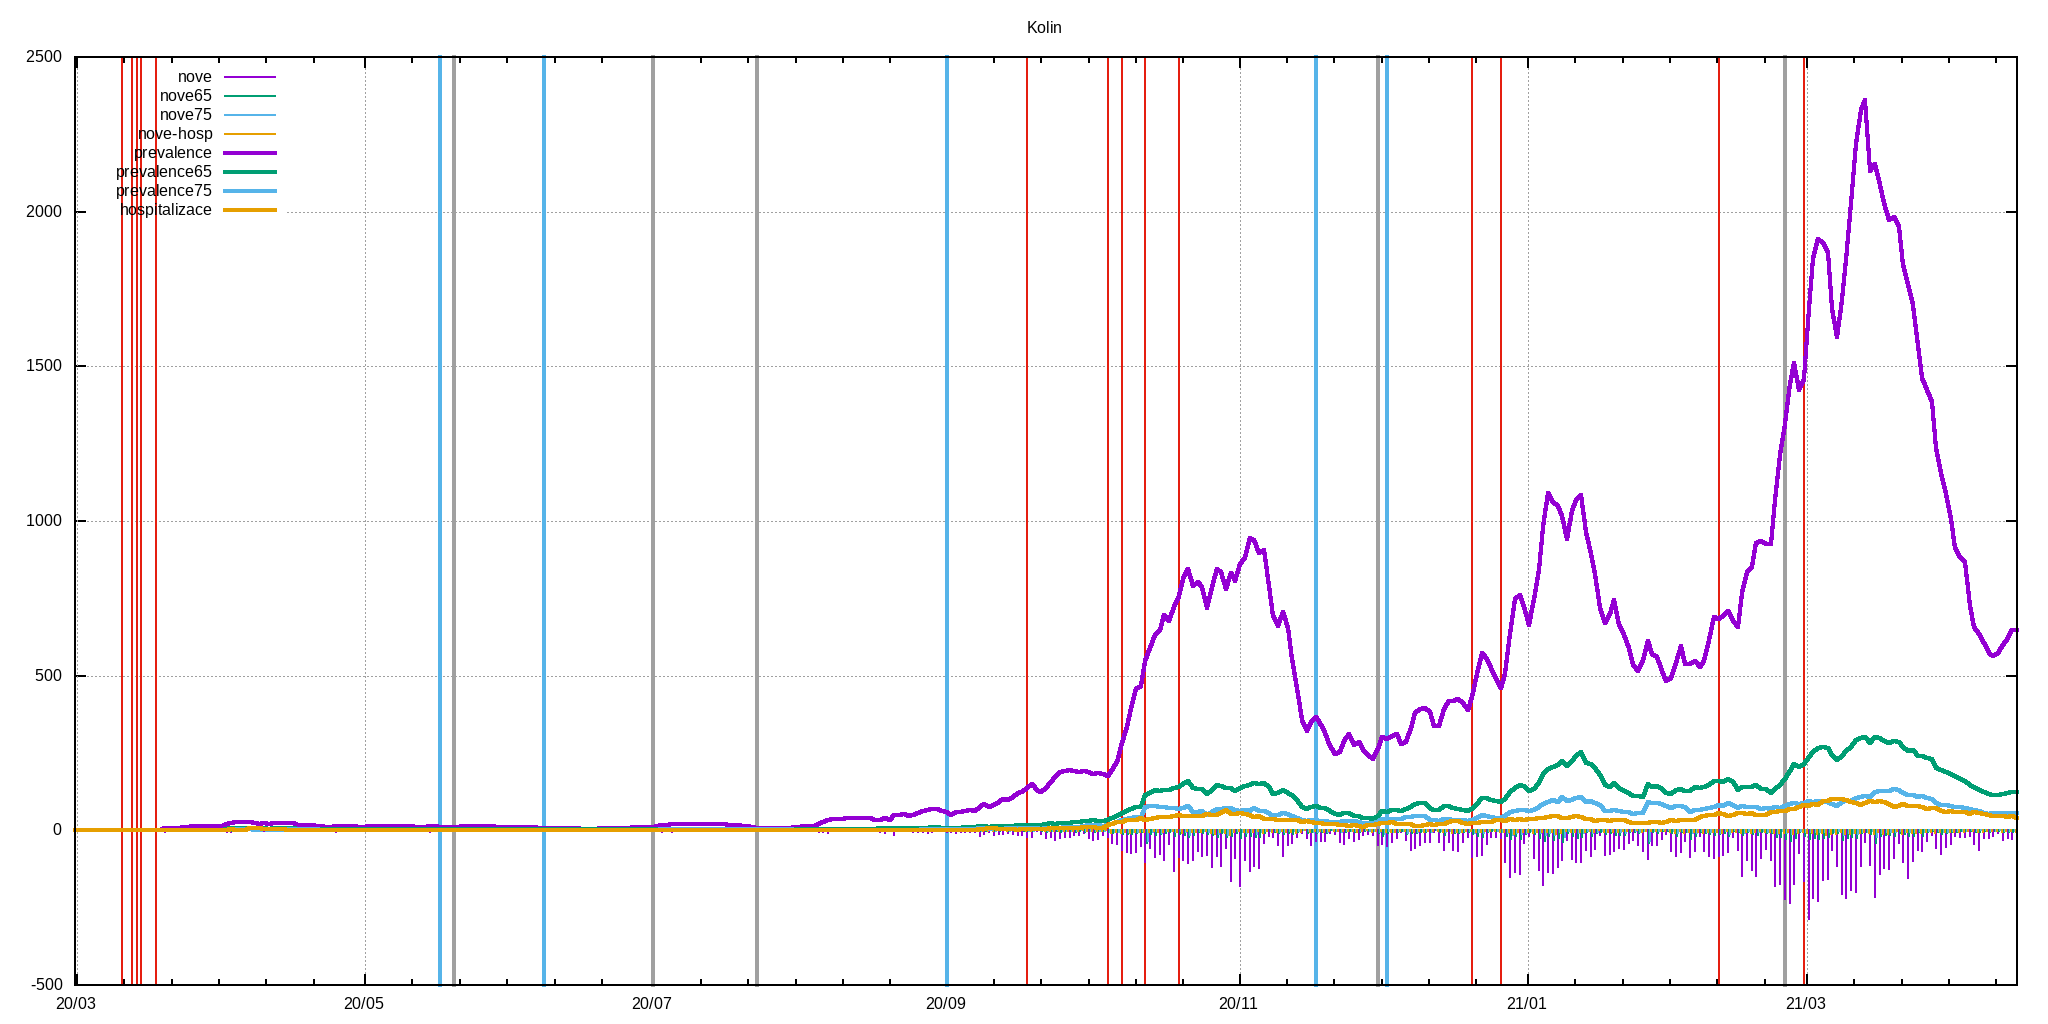 Kolin
2500
nove
nove65
nove75
nove-hosp
prevalence
prevalence65
prevalence75
hospitalizace
2000
1500
1000
500
0
-500
20/03 20/05 20/07 20/09 20/11 21/01 21/03